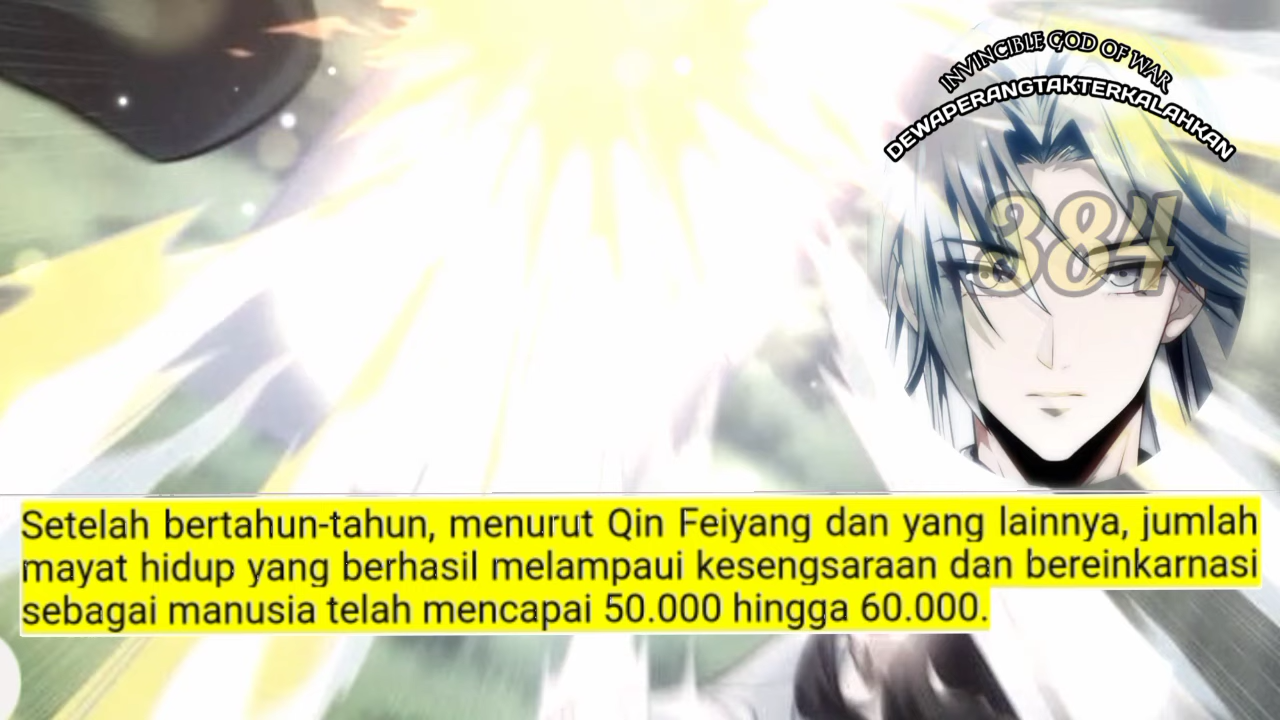 INVINCIBLE GOD OF WAR
DEWAPERANGTAKTERKALAHKAN
384
Setelah bertahun-tahun, menurut Qin Feiyang dan yang lainnya, jumlah
mayat hidup yang berhasil melampaui kesengsaraan dan bereinkarnasi
sebagai manusia telah mencapai 50.000 hingga 60.000.